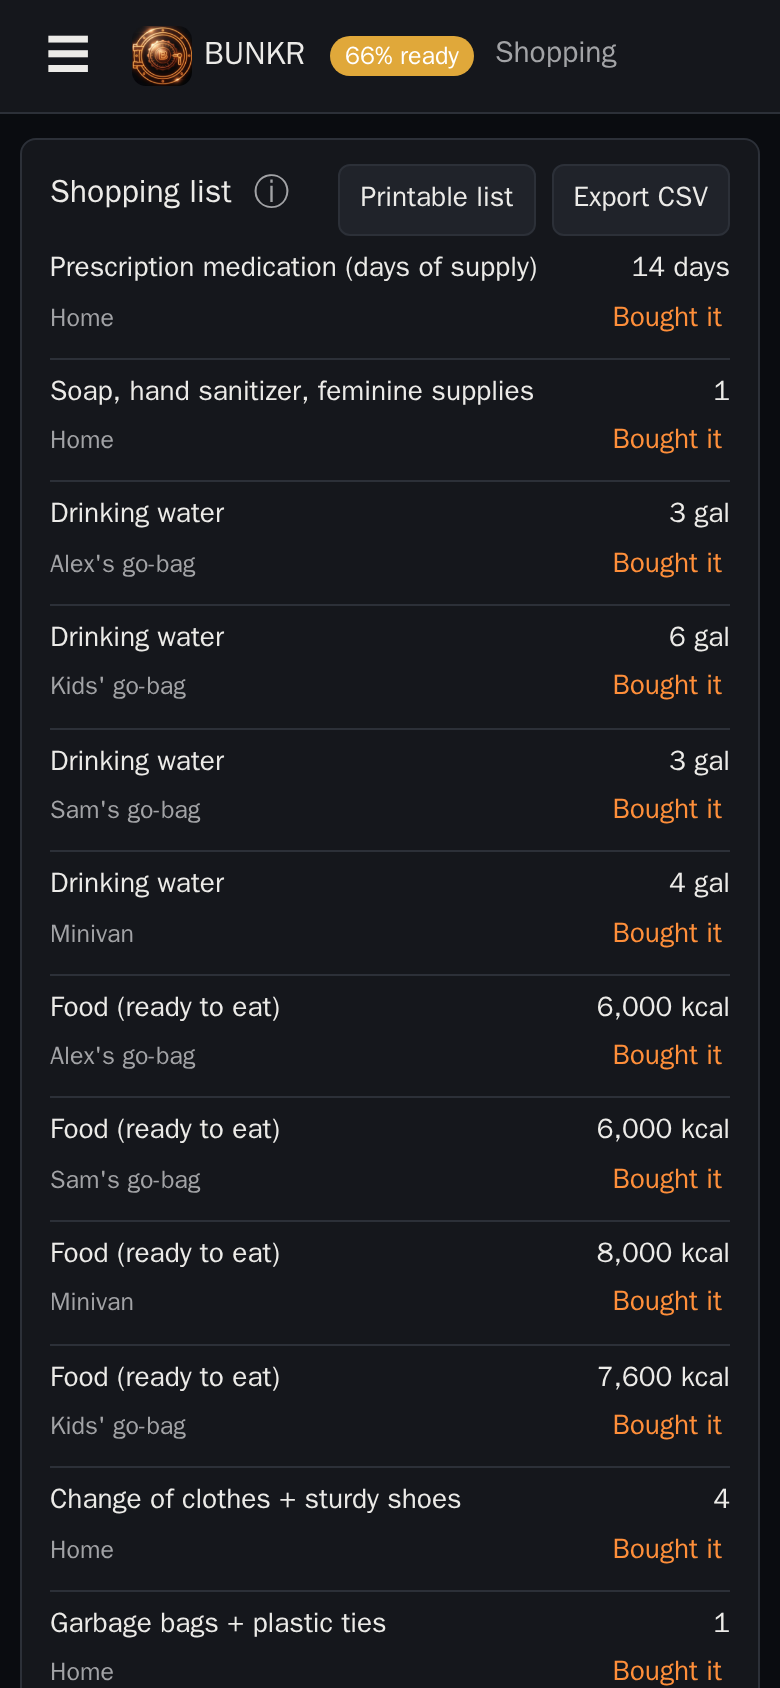 BUNKR 66% ready Shopping
Shopping list Printable list Export CSV
Prescription medication (days of supply) 14 days
Home Bought it
Soap, hand sanitizer, feminine supplies 1
Home Bought it
Drinking water 3 gal
Alex's go-bag Bought it
Drinking water 6 gal
Kids' go-bag Bought it
Drinking water 3 gal
Sam's go-bag Bought it
Drinking water 4 gal
Minivan Bought it
Food (ready to eat) 6,000 kcal
Alex's go-bag Bought it
Food (ready to eat) 6,000 kcal
Sam's go-bag Bought it
Food (ready to eat) 8,000 kcal
Minivan Bought it
Food (ready to eat) 7,600 kcal
Kids' go-bag Bought it
Change of clothes + sturdy shoes 4
Home Bought it
Garbage bags + plastic ties 1
Home Bought it